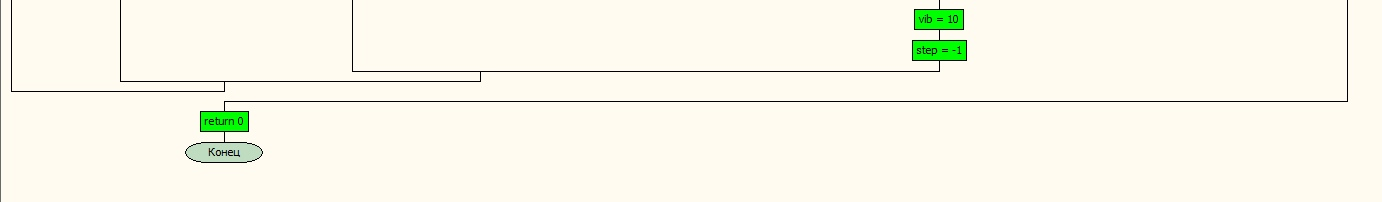 vib = 10
step = -1
return 0
Конец